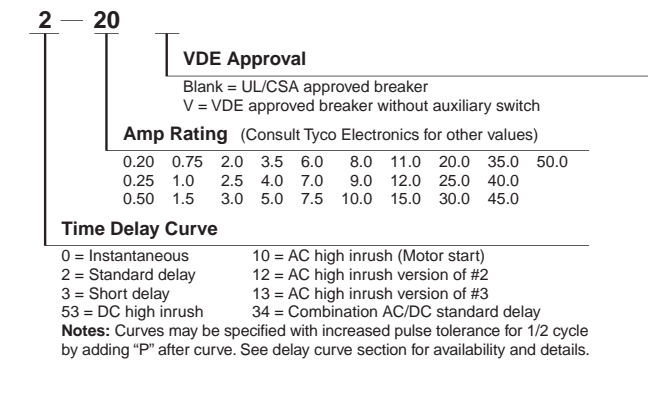 2 — 20
VDE Approval
Blank = UL/CSA approved breaker
V = VDE approved breaker without auxiliary switch
Amp Rating (Consult Tyco Electronics for other values)
0.20 0.75 2.0 3.5 6.0 8.0 11.0 20.0 35.0 50.0
0.25 1.0 2.5 4.0 7.0 9.0 12.0 25.0 40.0
0.50 1.5 3.0 5.0 7.5 10.0 15.0 30.0 45.0
Time Delay Curve
0 = Instantaneous 10 = AC high inrush (Motor start)
2 = Standard delay 12 = AC high inrush version of #2
3 = Short delay 13 = AC high inrush version of #3
53 = DC high inrush 34 = Combination AC/DC standard delay
Notes: Curves may be specified with increased pulse tolerance for 1/2 cycle
by adding “P” after curve. See delay curve section for availability and details.